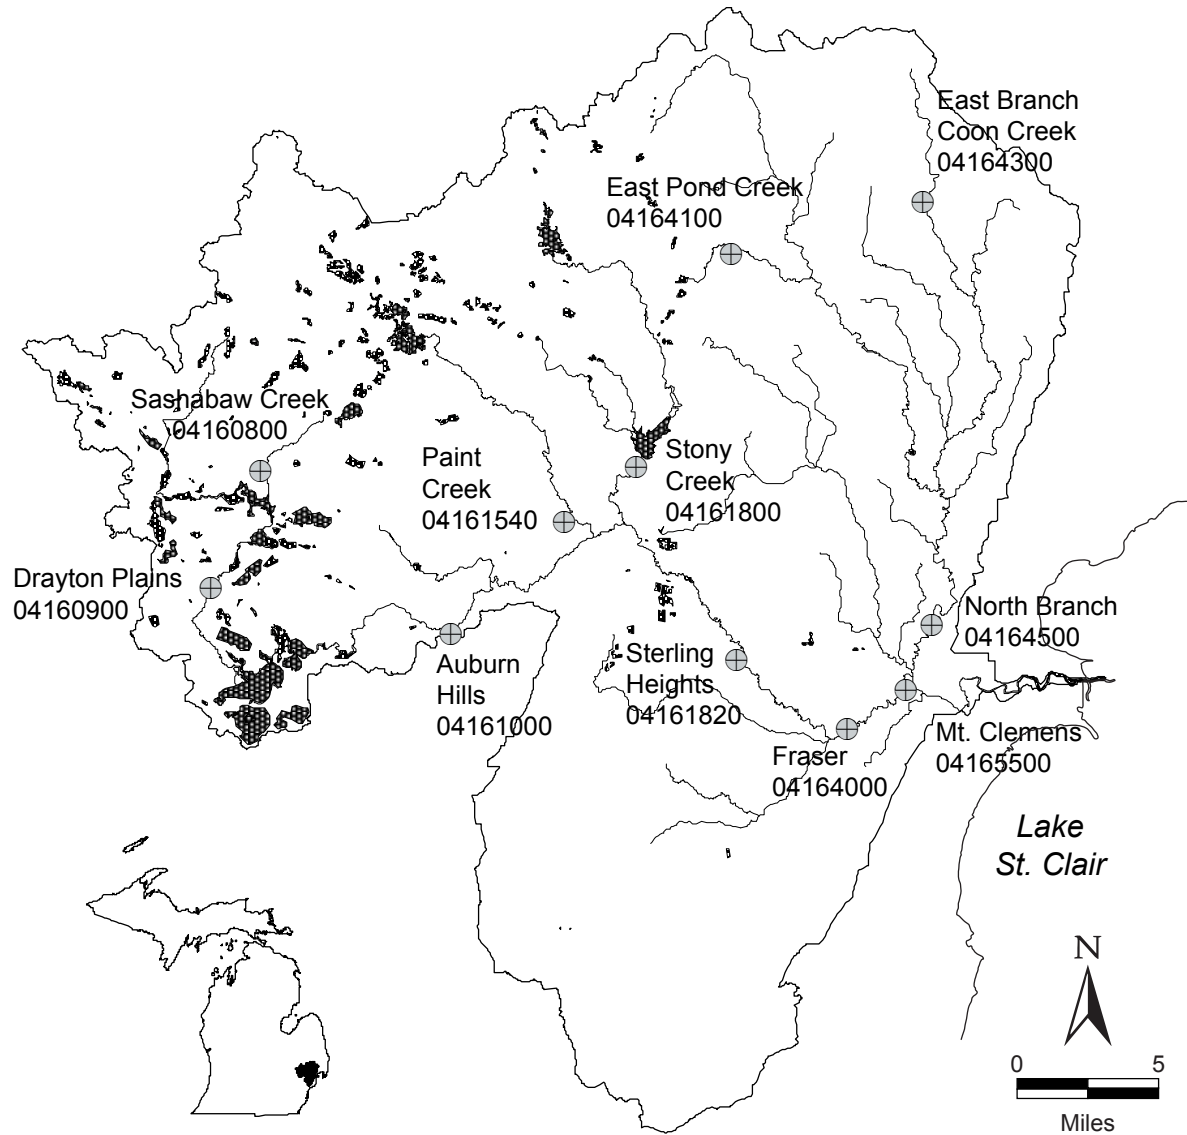 East Branch
Coon Creek
04164300
East Pond Creek
04164100
Sashabaw Creek
04160800
Paint
Creek
04161540
Stony
Creek
04161800
Drayton Plains
04160900
North Branch
04164500
Auburn
Hills
04161000
Sterling
Heights
04161820
Fraser
04164000
Mt. Clemens
04165500
Lake
St. Clair
N
0 5
Miles